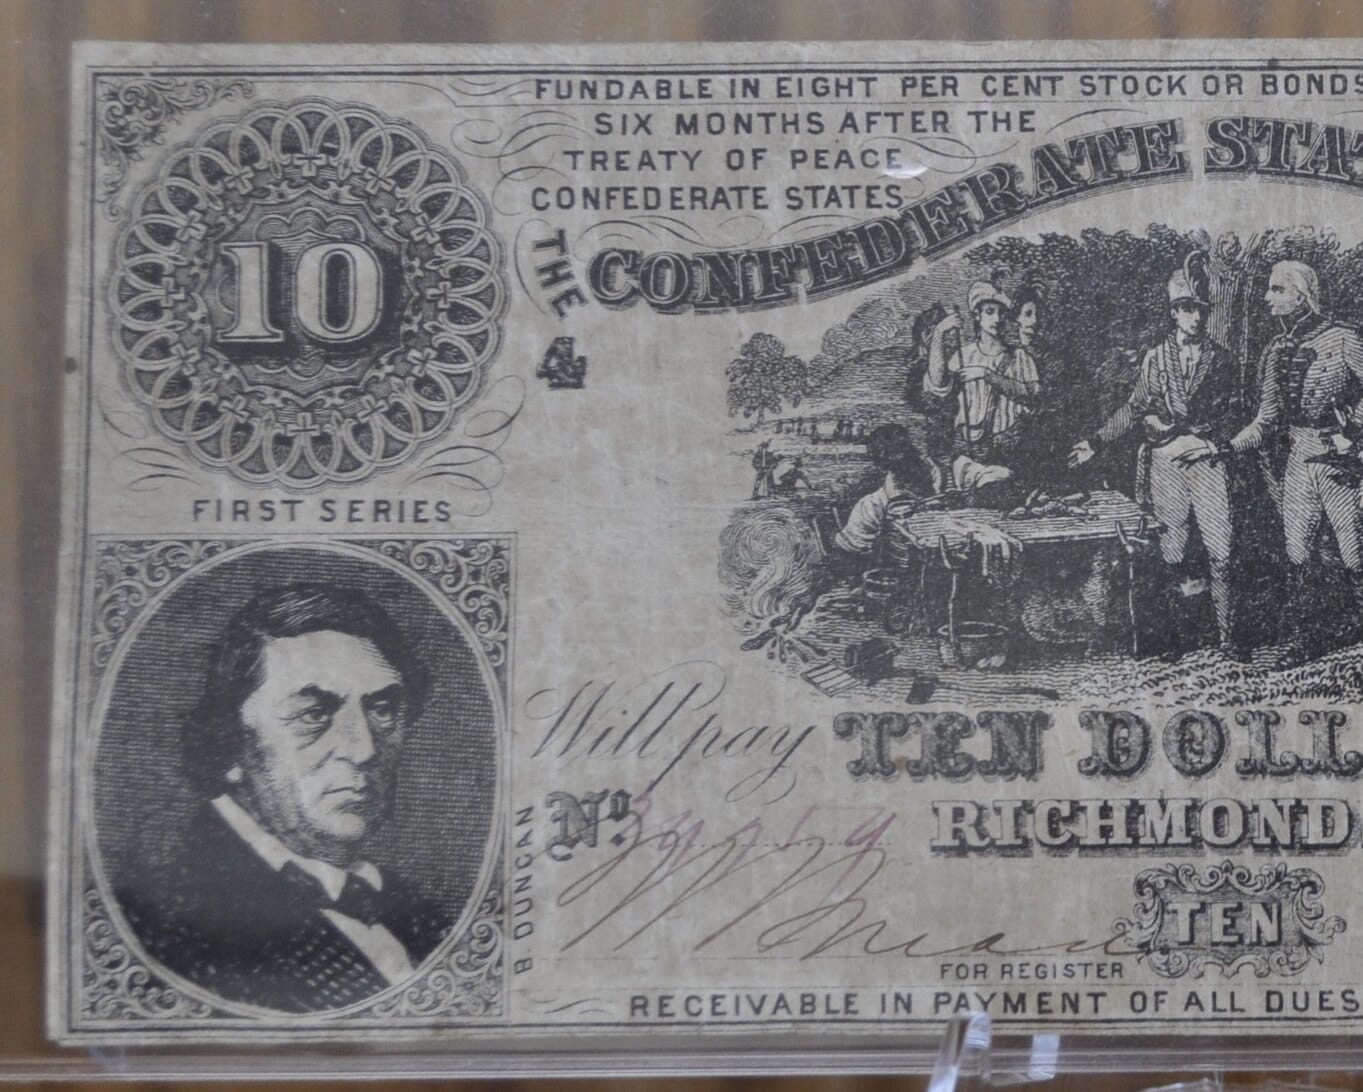 FUNDABLE IN EIGHT PER CENT STOCK OR BONDS
SIX MONTHS AFTER THE
TREATY OF PEACE
CONFEDERATE STATES
THE CONFEDERATE STAT
10
4
FIRST SERIES
Will pay TEN DOLL
No.
RICHMOND
B DUNCAN
TEN
FOR REGISTER
RECEIVABLE IN PAYMENT OF ALL DUES